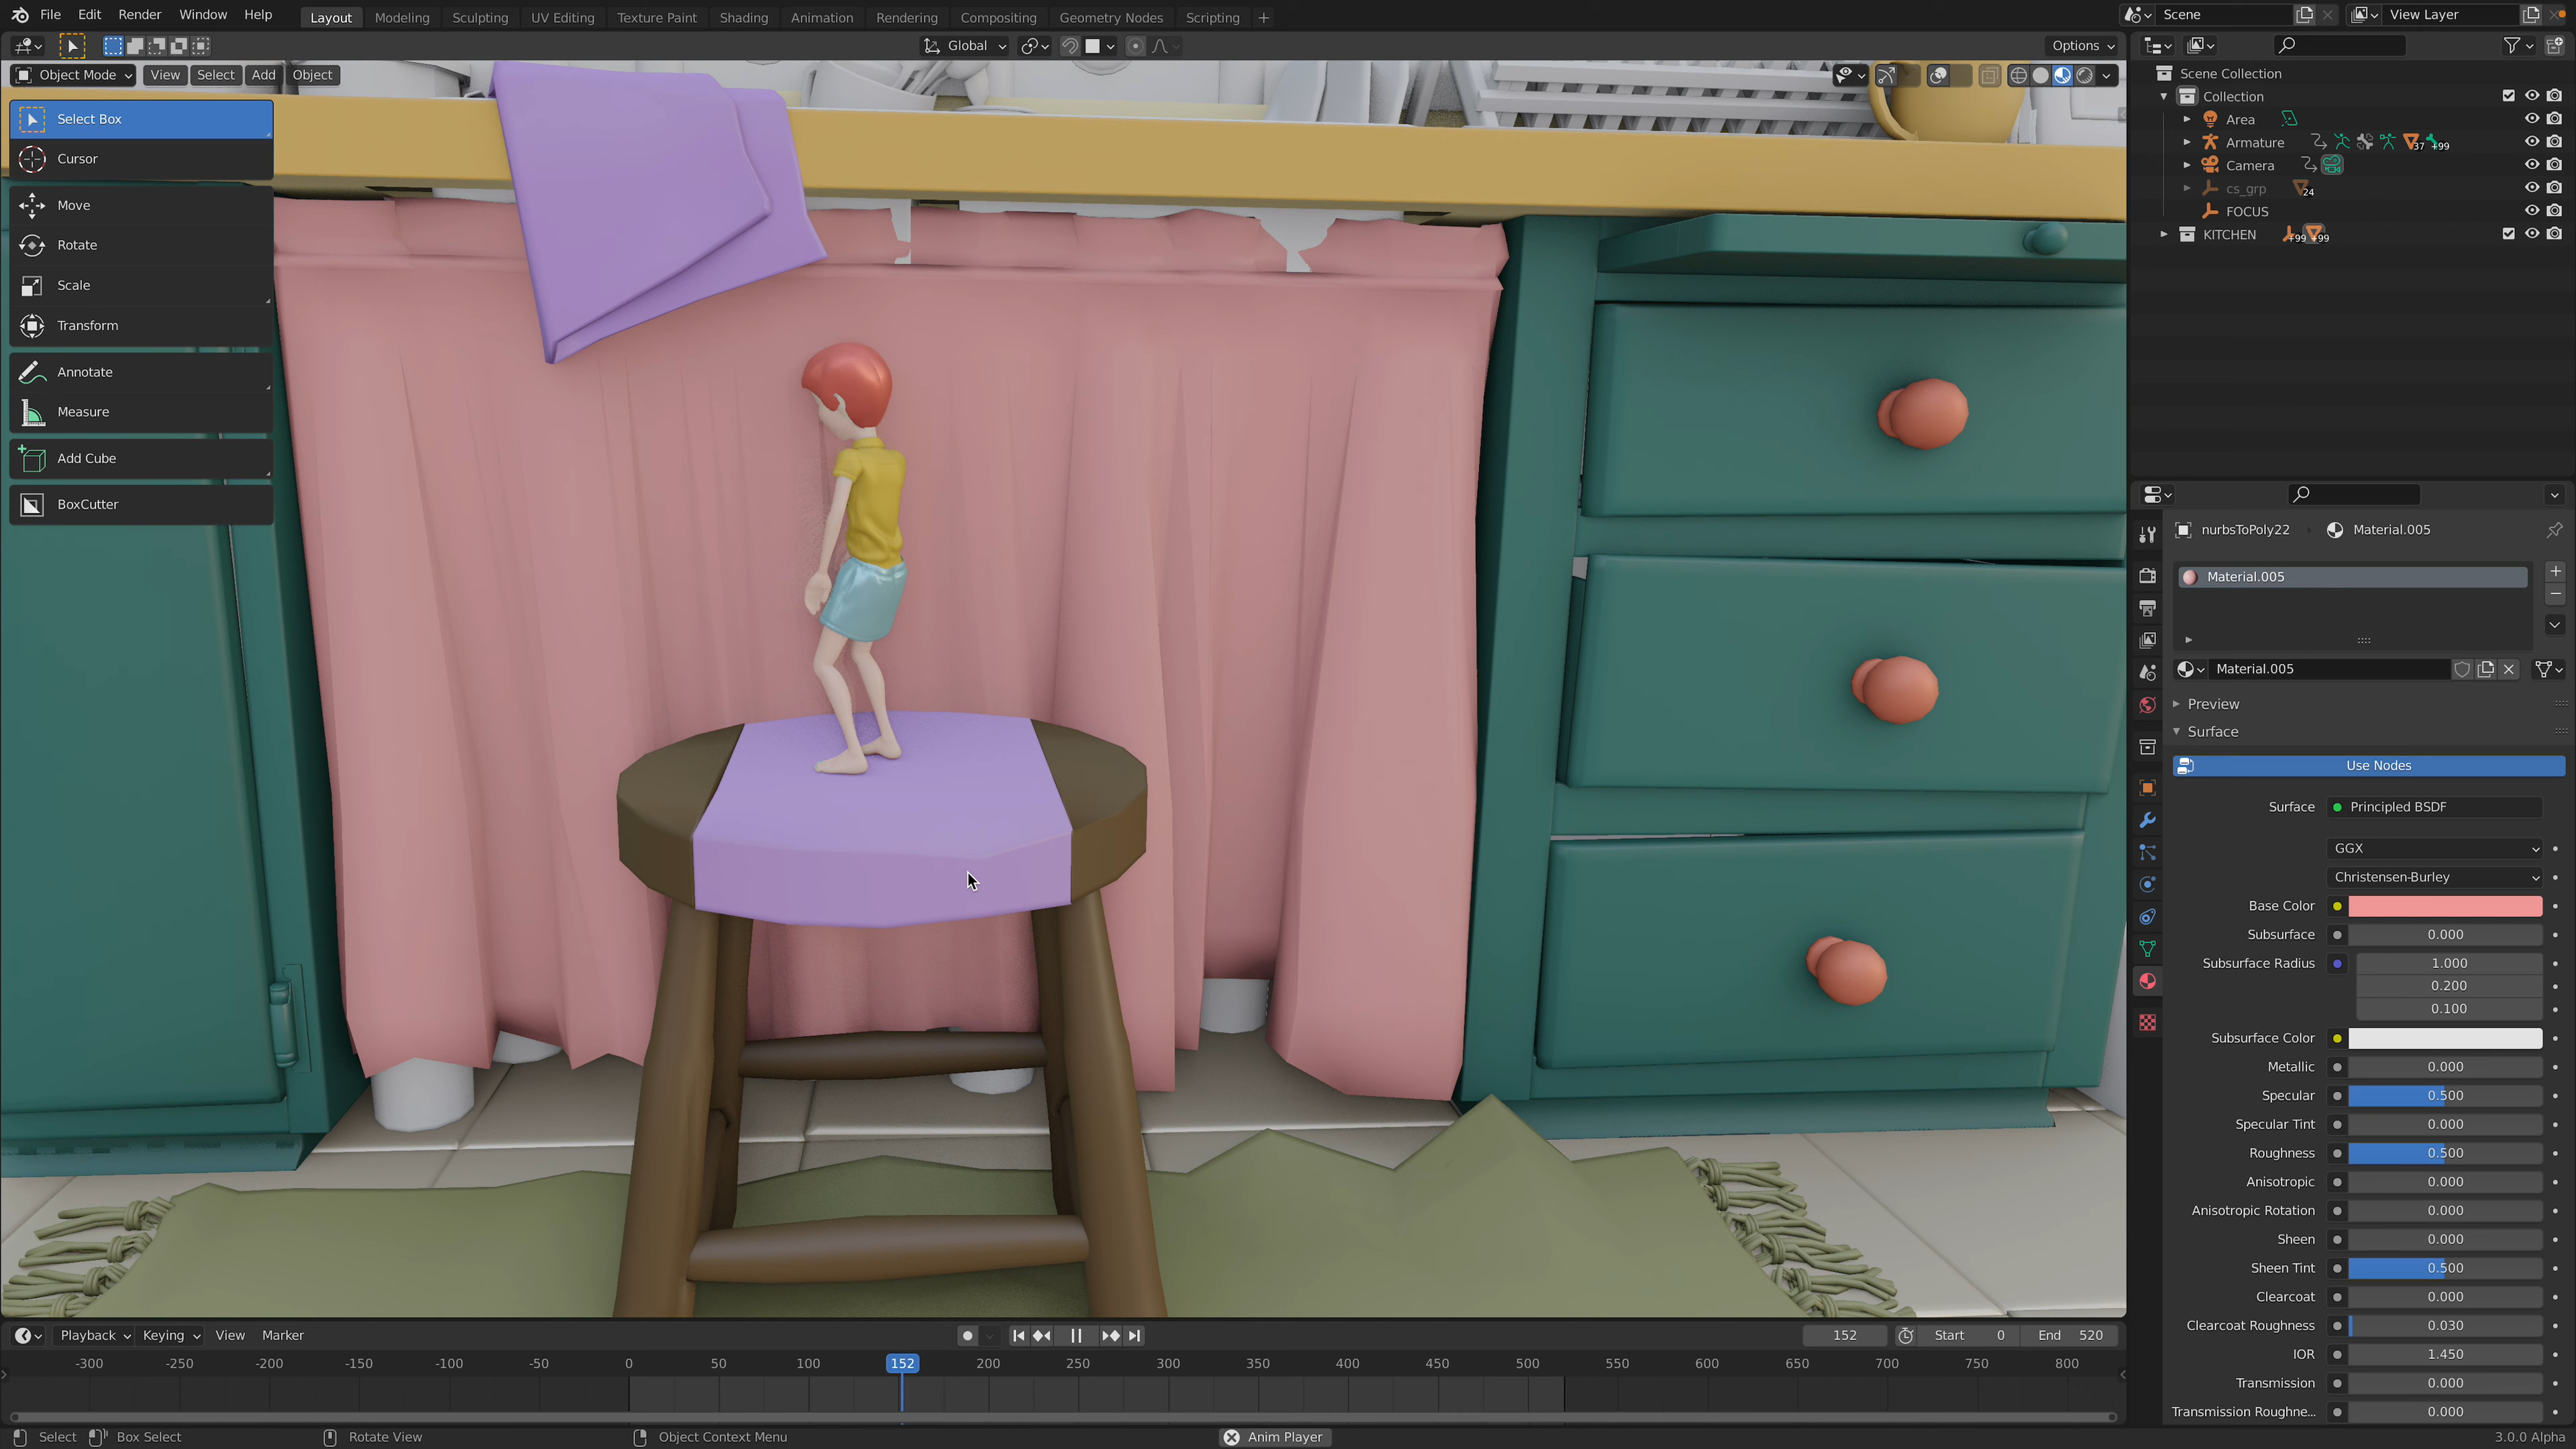 File Edit Render Window Help
Layout Modeling Sculpting UV Editing Texture Paint Shading Animation Rendering Compositing Geometry Nodes Scripting +
Scene
View Layer
Global
Options
Object Mode View Select Add Object
Select Box
Cursor
Move
Rotate
Scale
Transform
Annotate
Measure
Add Cube
BoxCutter
Scene Collection
Collection
Area
Armature 37 +99
Camera
cs_grp 24
FOCUS
KITCHEN +99 +99
nurbsToPoly22 Material.005
Material.005
Material.005
Preview
Surface
Use Nodes
Surface Principled BSDF
GGX
Christensen-Burley
Base Color
Subsurface 0.000
Subsurface Radius 1.000
0.200
0.100
Subsurface Color
Metallic 0.000
Specular 0.500
Specular Tint 0.000
Roughness 0.500
Anisotropic 0.000
Anisotropic Rotation 0.000
Sheen 0.000
Sheen Tint 0.500
Clearcoat 0.000
Clearcoat Roughness 0.030
IOR 1.450
Transmission 0.000
Transmission Roughne... 0.000
Playback Keying View Marker
152 Start 0 End 520
-300 -250 -200 -150 -100 -50 0 50 100 152 200 250 300 350 400 450 500 550 600 650 700 750 800
Select Box Select Rotate View Object Context Menu Anim Player 3.0.0 Alpha